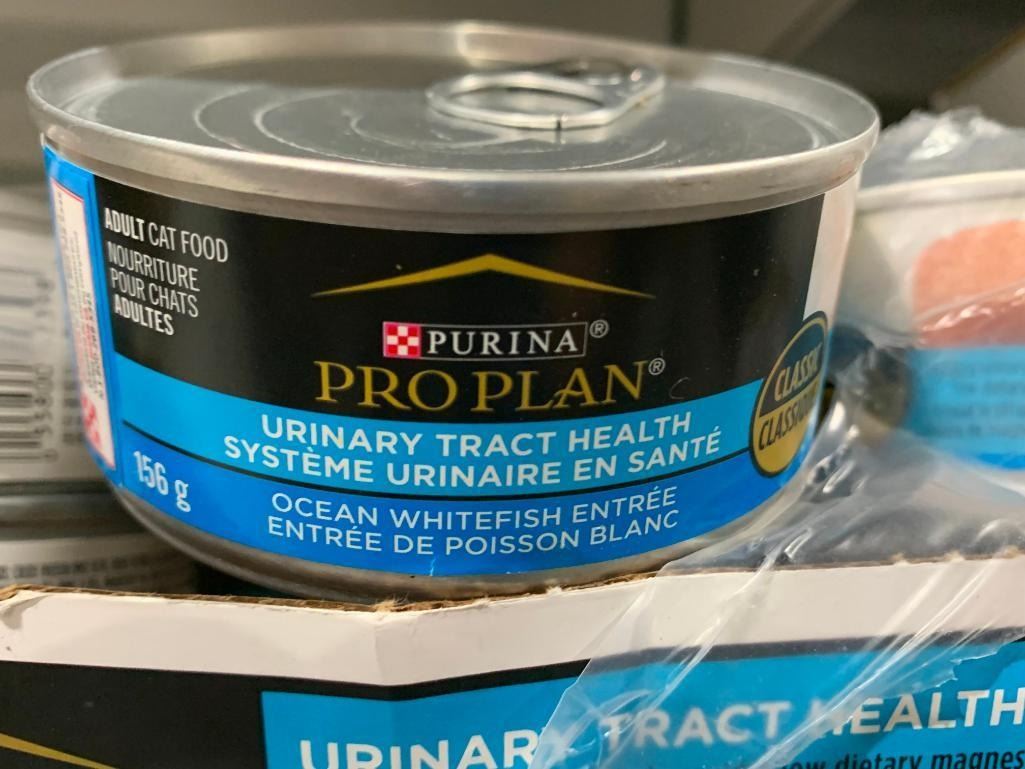 ADULT CAT FOOD
NOURRITURE
POUR CHATS
ADULTES
PURINA®
PRO PLAN®
CLASSIC
URINARY TRACT HEALTH
SYSTÈME URINAIRE EN SANTÉ
156 g
OCEAN WHITEFISH ENTRÉE
ENTRÉE DE POISSON BLANC
TRACT HEALTH
dietary